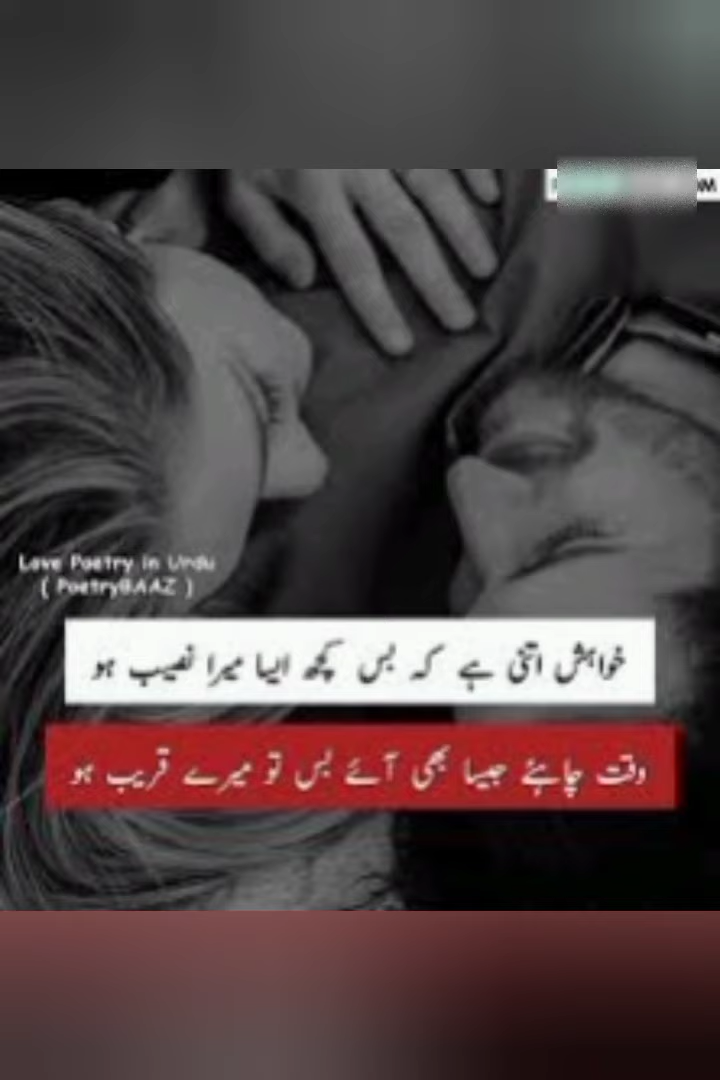 Love Poetry in Urdu
( PoetryBAAZ )
خواہش اتنی ہے کہ بس کچھ ایسا میرا نصیب ہو
وقت چاہئے جیسا بھی آئے بس تو میرے قریب ہو